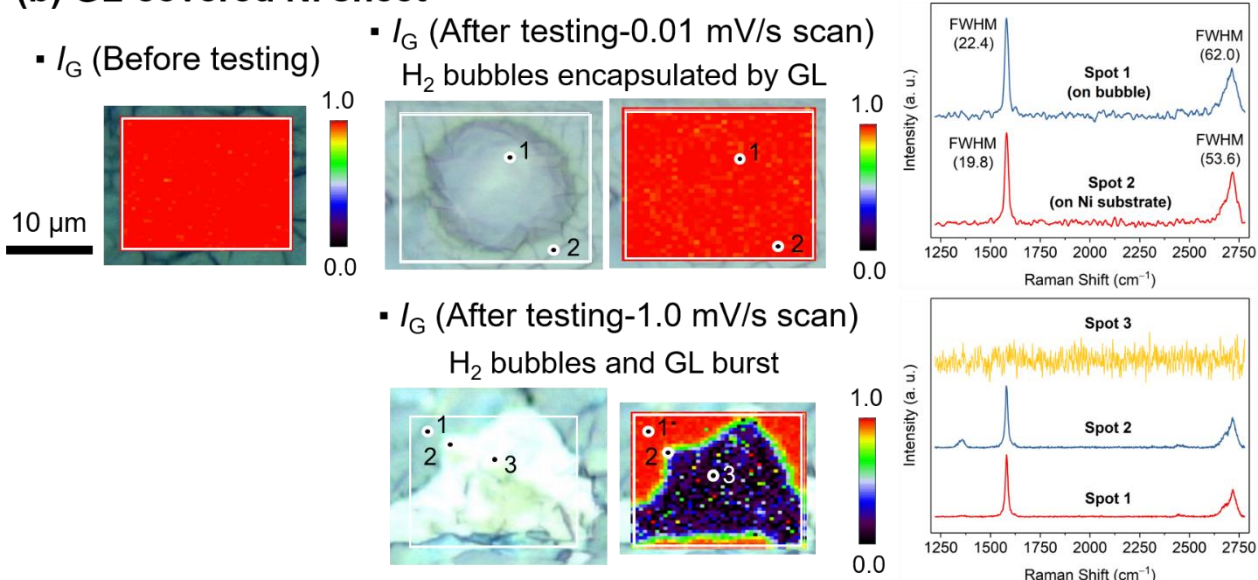 (b) GL-covered Ni sheet
▪ I_G (Before testing)
1.0
0.0
10 μm
▪ I_G (After testing-0.01 mV/s scan)
H₂ bubbles encapsulated by GL
1
2
1
2
1.0
0.0
Intensity (a. u.)
FWHM
(22.4)
FWHM
(62.0)
Spot 1
(on bubble)
FWHM
(19.8)
FWHM
(53.6)
Spot 2
(on Ni substrate)
1250 1500 1750 2000 2250 2500 2750
Raman Shift (cm⁻¹)
▪ I_G (After testing-1.0 mV/s scan)
H₂ bubbles and GL burst
1
2
3
1
2
3
1.0
0.0
Intensity (a. u.)
Spot 3
Spot 2
Spot 1
1250 1500 1750 2000 2250 2500 2750
Raman Shift (cm⁻¹)